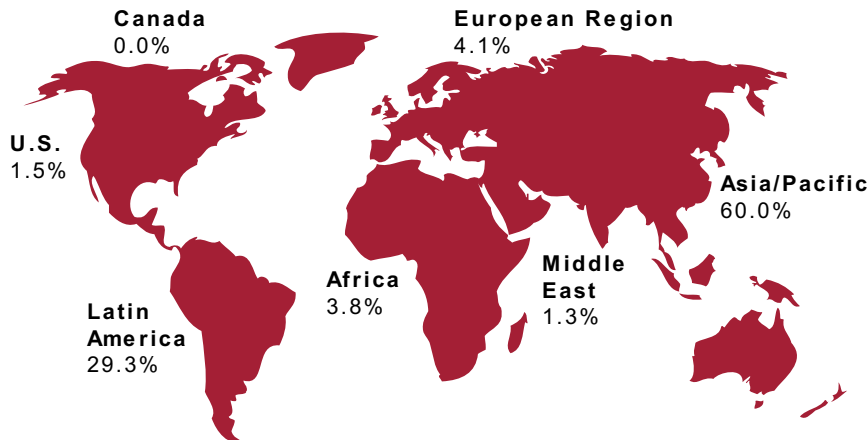 Canada
0.0%
European Region
4.1%
U.S.
1.5%
Asia/Pacific
60.0%
Africa
3.8%
Middle
East
1.3%
Latin
America
29.3%